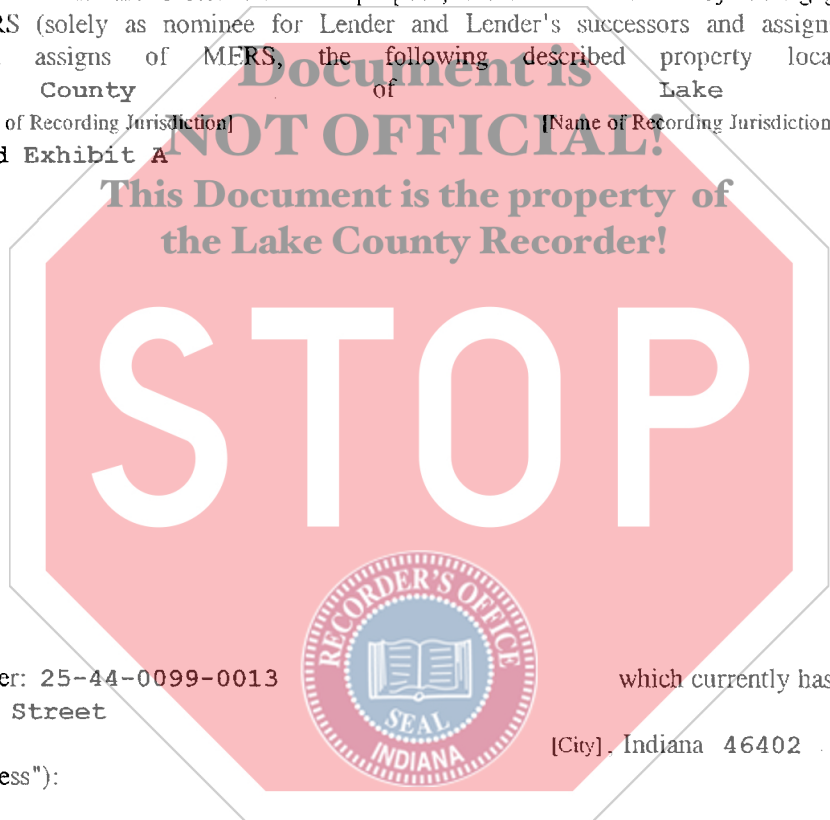 RS (solely as nominee for Lender and Lender's successors and assign
assigns of MERS, the following described property loca
Document is
County of Lake
of Recording Jurisdiction] [Name of Recording Jurisdiction
NOT OFFICIAL!
d Exhibit A
This Document is the property of
the Lake County Recorder!
STOP
RECORDER'S OFFICE
SEAL
INDIANA
er: 25-44-0099-0013 which currently has
Street
[City], Indiana 46402
ess"):